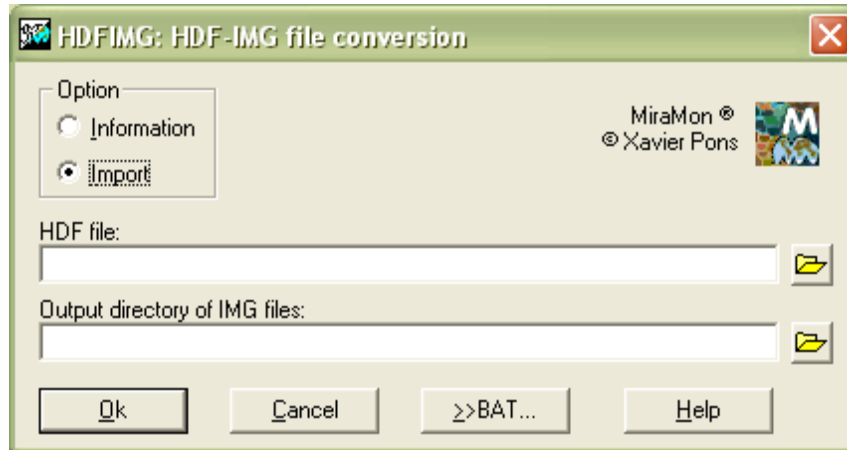 HDFIMG: HDF-IMG file conversion
Option
Information
Import
MiraMon ®
© Xavier Pons
M
HDF file:
Output directory of IMG files:
Ok
Cancel
>>BAT...
Help